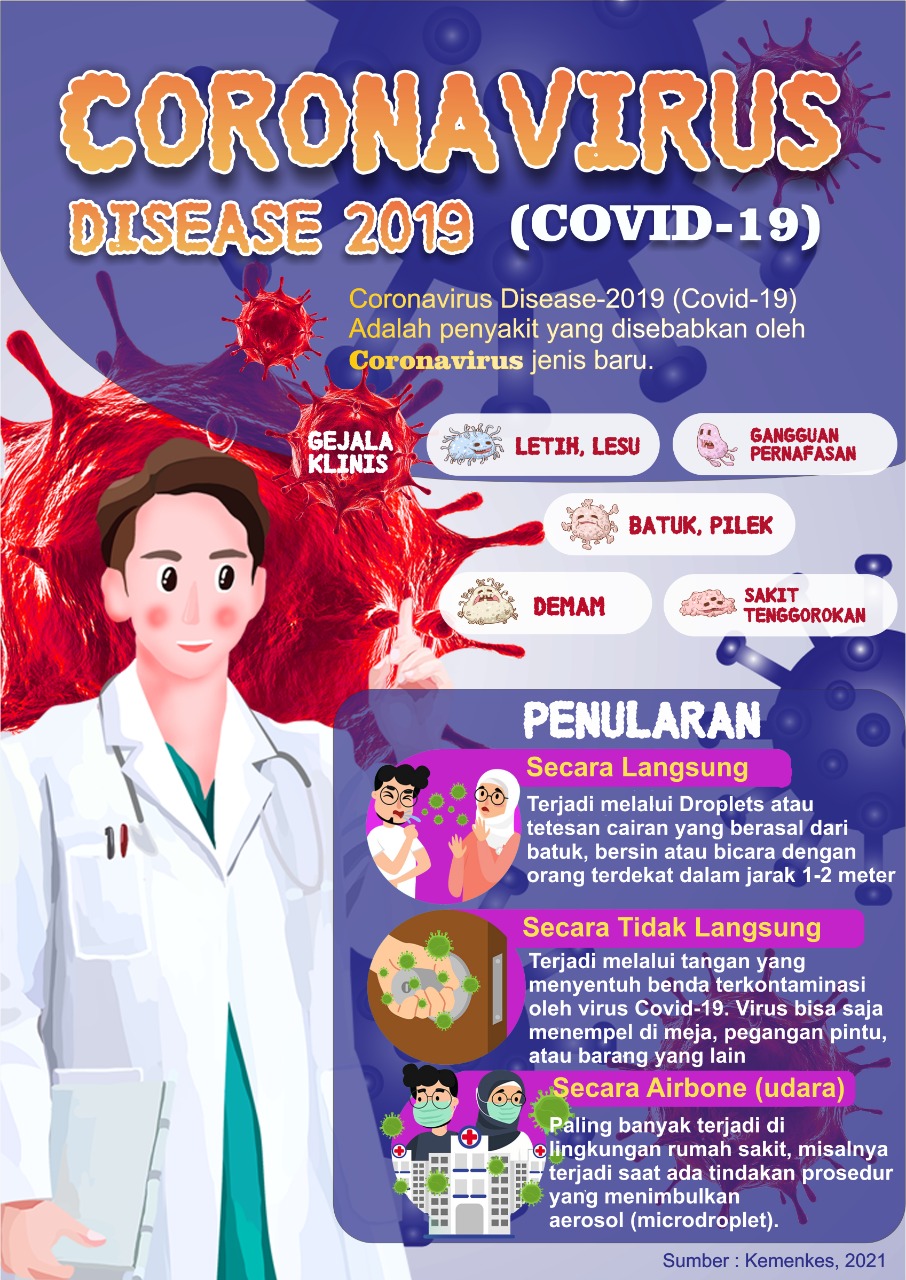 CORONAVIRUS
DISEASE 2019 (COVID-19)
Coronavirus Disease-2019 (Covid-19)
Adalah penyakit yang disebabkan oleh
Coronavirus jenis baru.
GEJALA
KLINIS
LETIH, LESU
GANGGUAN
PERNAFASAN
BATUK, PILEK
DEMAM
SAKIT
TENGGOROKAN
PENULARAN
Secara Langsung
Terjadi melalui Droplets atau
tetesan cairan yang berasal dari
batuk, bersin atau bicara dengan
orang terdekat dalam jarak 1-2 meter
Secara Tidak Langsung
Terjadi melalui tangan yang
menyentuh benda terkontaminasi
oleh virus Covid-19. Virus bisa saja
menempel di meja, pegangan pintu,
atau barang yang lain
Secara Airbone (udara)
Paling banyak terjadi di
lingkungan rumah sakit, misalnya
terjadi saat ada tindakan prosedur
yang menimbulkan
aerosol (microdroplet).
Sumber : Kemenkes, 2021